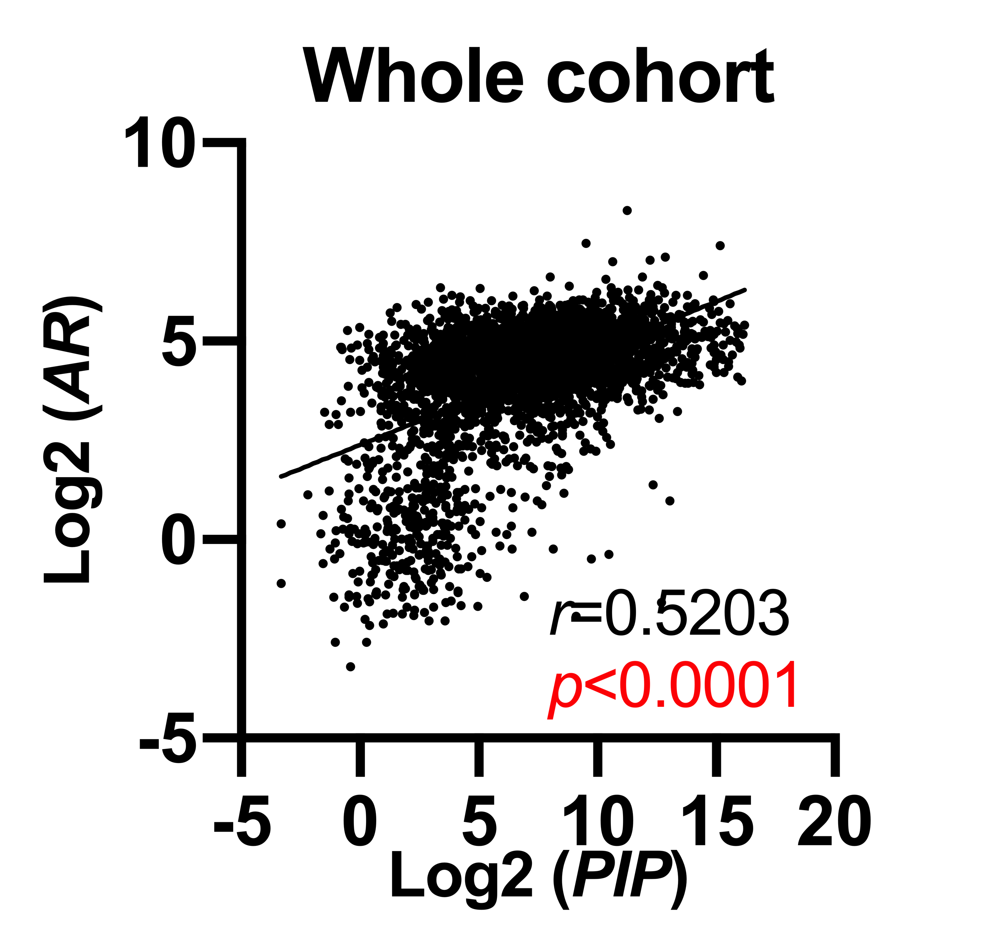 Whole cohort
10
5
0
-5
Log2 (AR)
r=0.5203
p<0.0001
-5 0 5 10 15 20
Log2 (PIP)